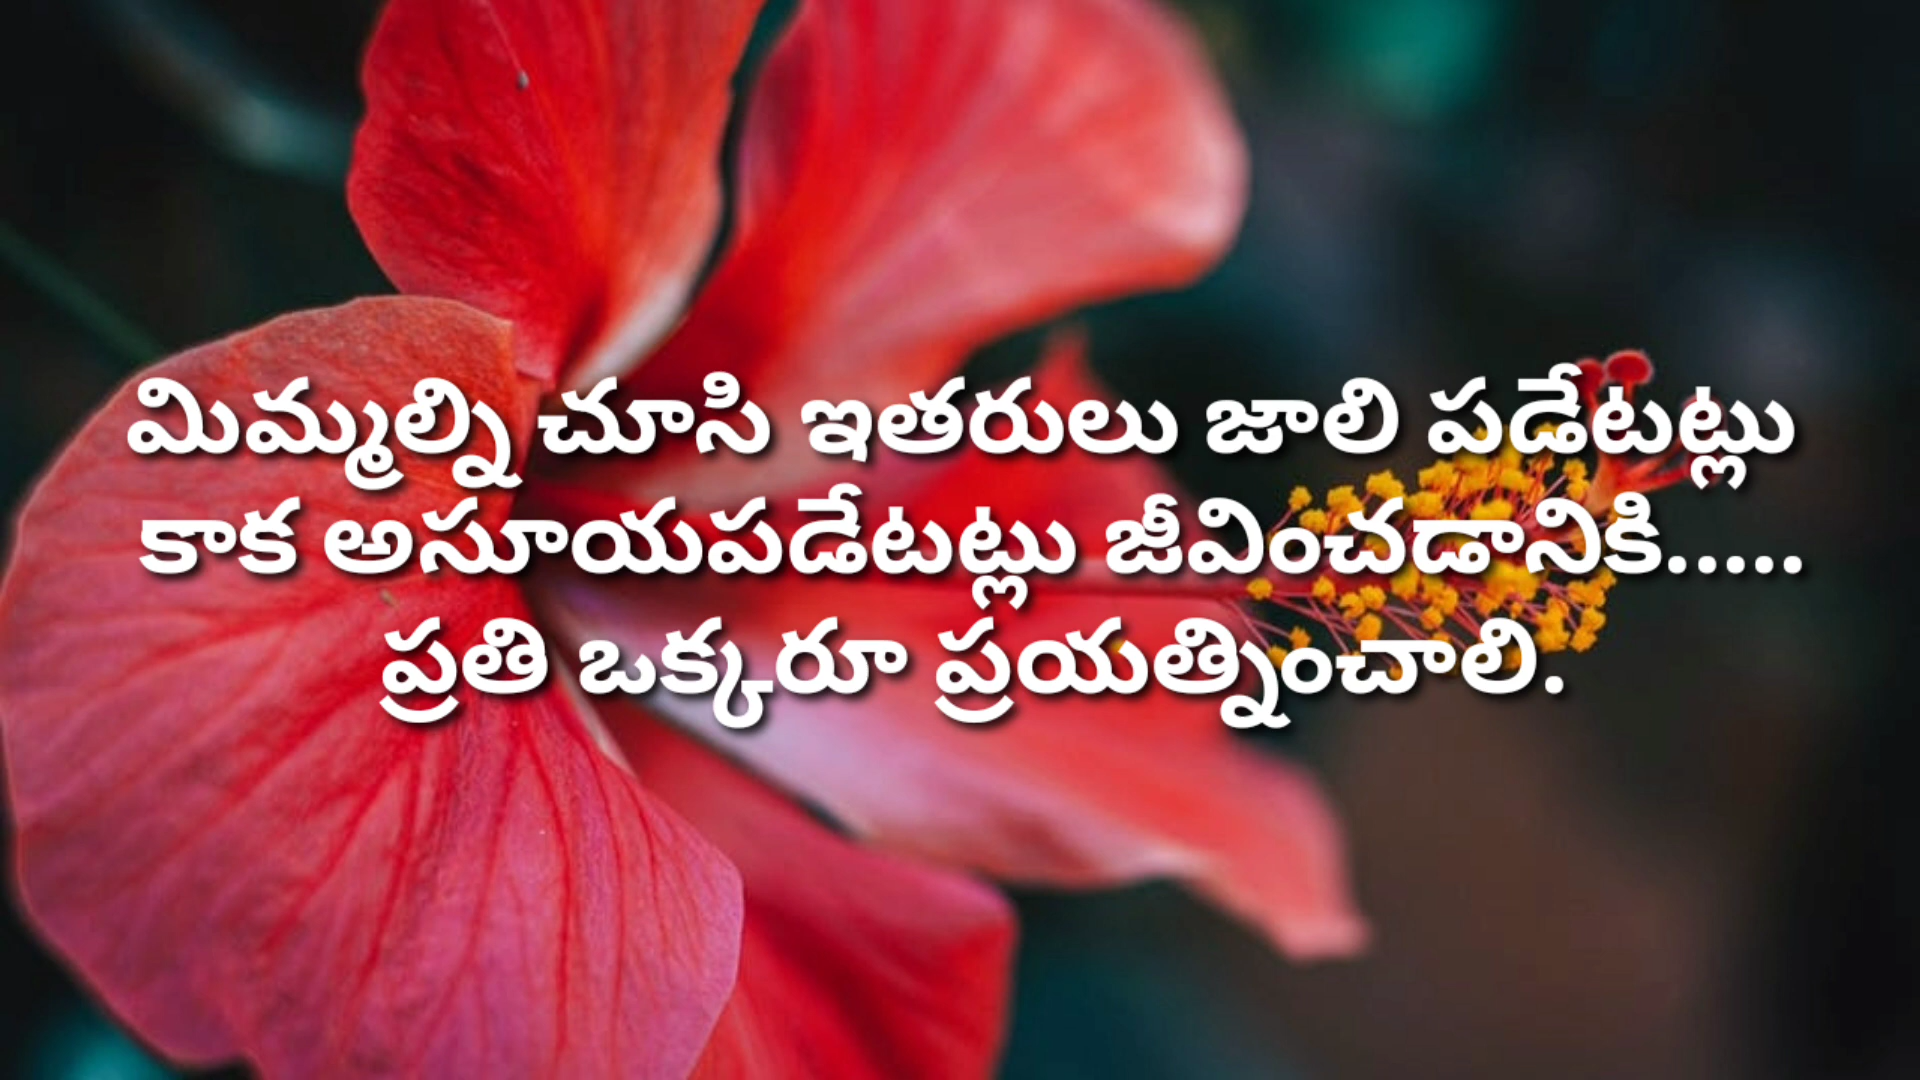 మిమ్మల్ని చూసి ఇతరులు జాలి పడేటట్లు
కాక అసూయపడేటట్లు జీవించడానికి.....
ప్రతి ఒక్కరూ ప్రయత్నించాలి.